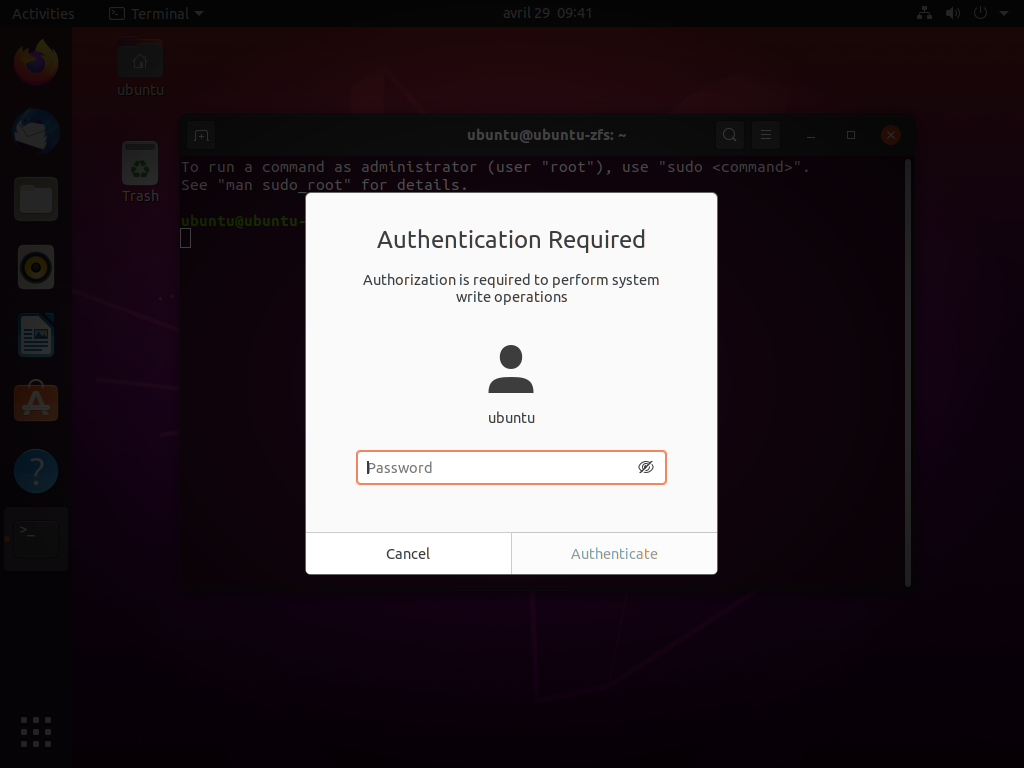 Activities
Terminal
avril 29 09:41
ubuntu
Trash
ubuntu@ubuntu-zfs: ~
To run a command as administrator (user "root"), use "sudo <command>".
See "man sudo_root" for details.
ubuntu@ubuntu-
Authentication Required
Authorization is required to perform system
write operations
ubuntu
Password
Cancel
Authenticate